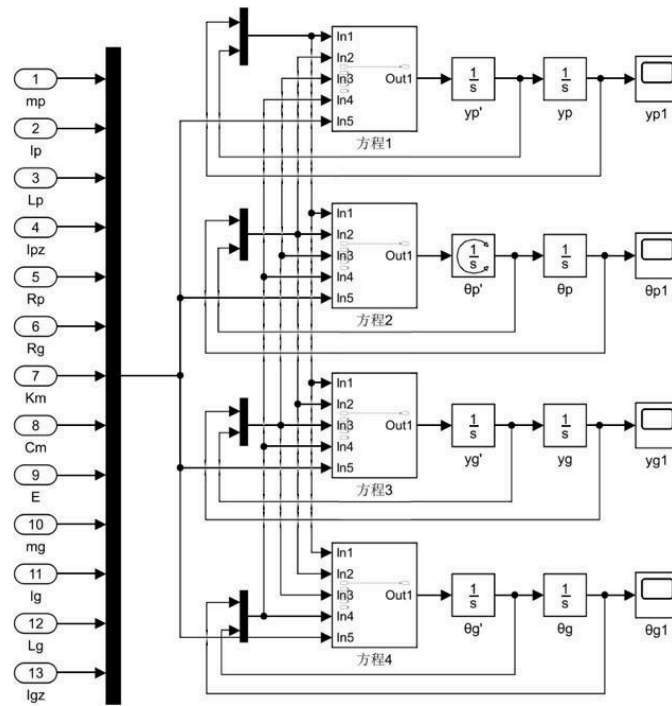 1
mp
2
Ip
3
Lp
4
Ipz
5
Rp
6
Rg
7
Km
8
Cm
9
E
10
mg
11
Ig
12
Lg
13
Igz
In1
In2
In3
In4
In5
Out1
方程1
1
s
yp'
1
s
yp
yp1
In1
In2
In3
In4
In5
Out1
方程2
1
s
θp'
1
s
θp
θp1
In1
In2
In3
In4
In5
Out1
方程3
1
s
yg'
1
s
yg
yg1
In1
In2
In3
In4
In5
Out1
方程4
1
s
θg'
1
s
θg
θg1